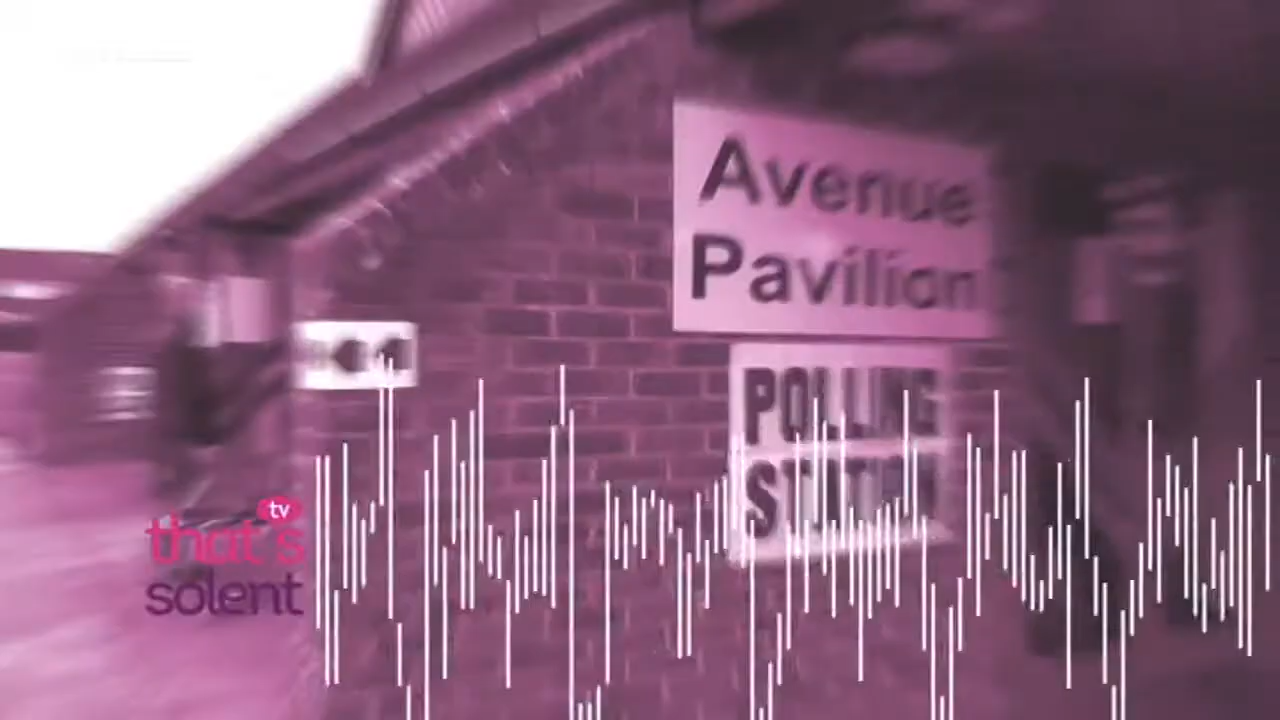 Avenue
Pavilion
POLLING
STATION
tv
that's
solent